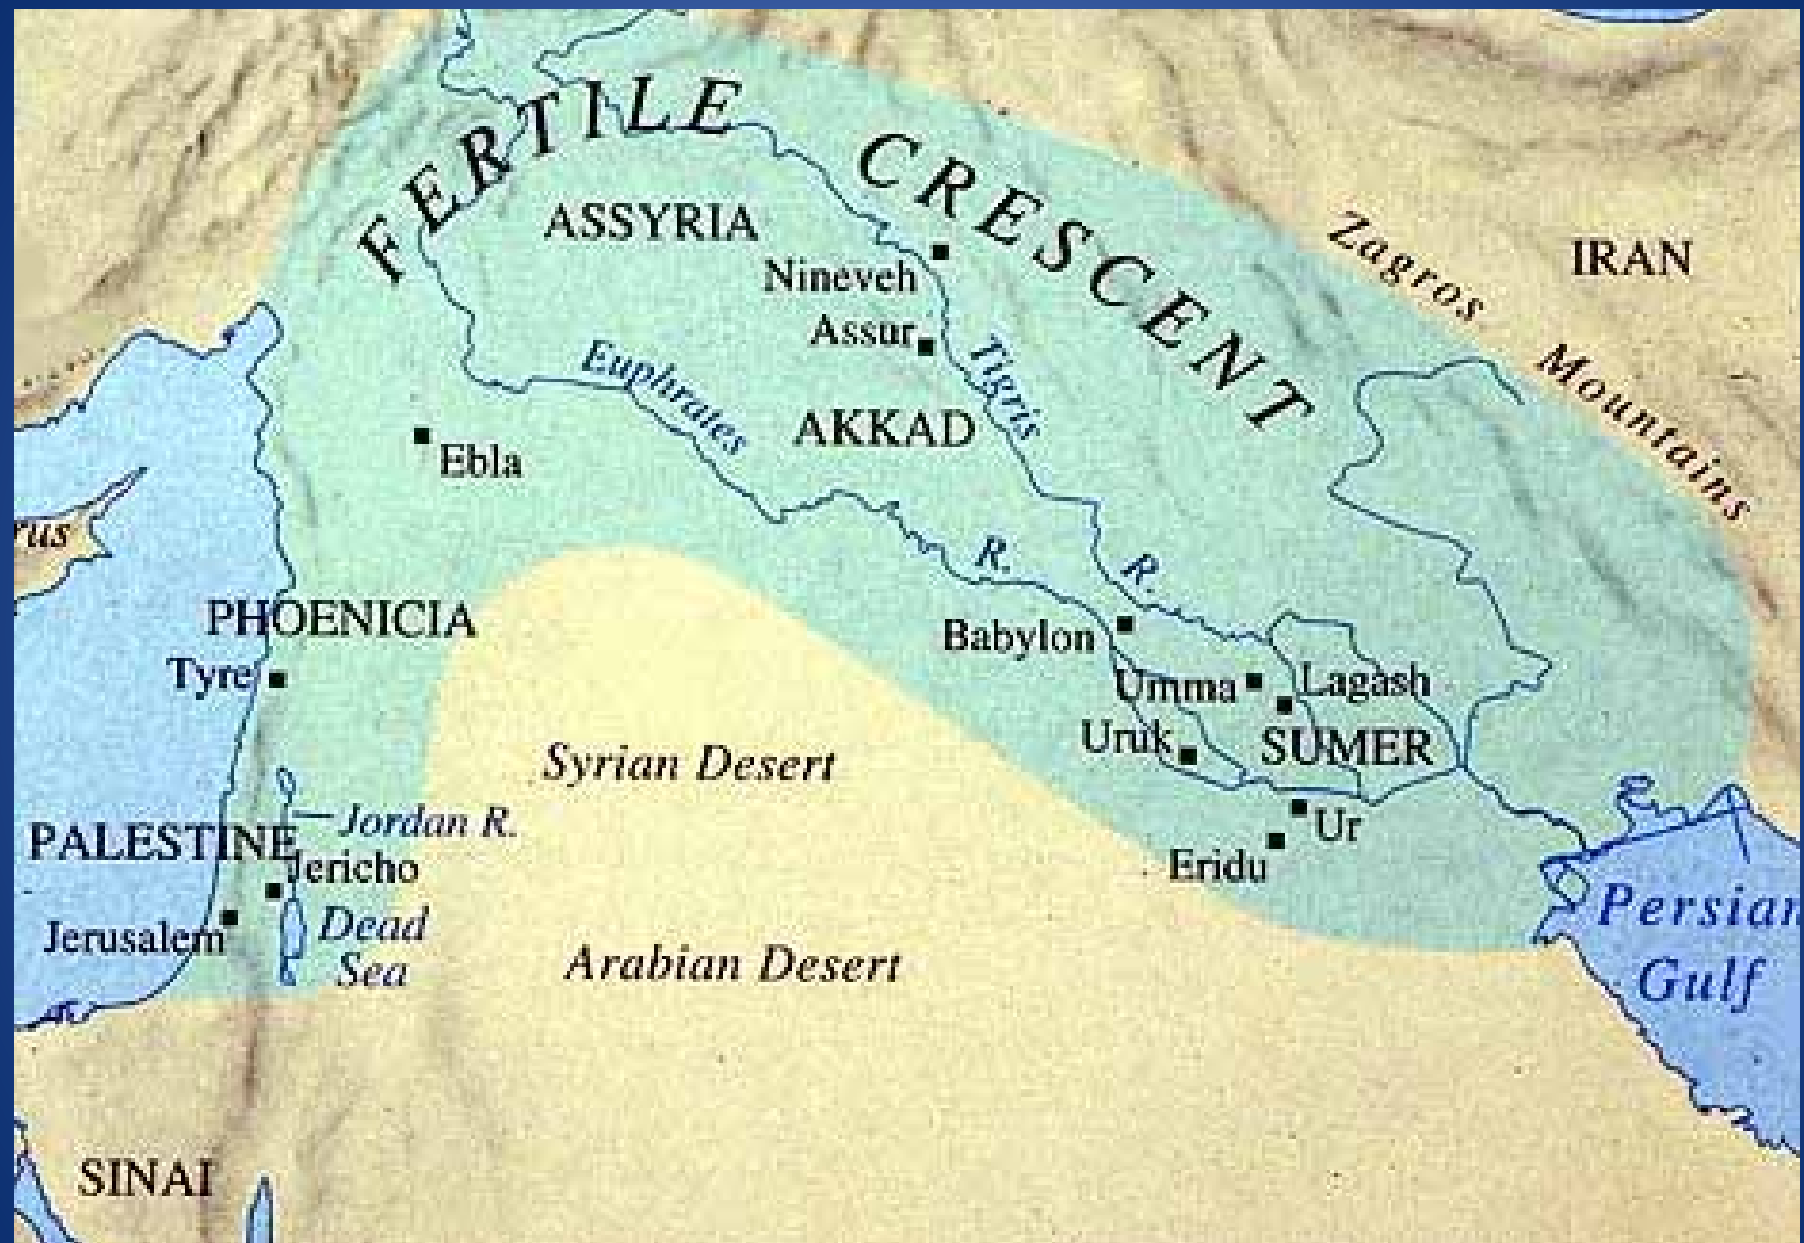 FERTILE CRESCENT
ASSYRIA
Nineveh
Zagros Mountains
IRAN
Assur
Euphrates R.
Tigris R.
AKKAD
Ebla
rus
PHOENICIA
Tyre
Babylon
Umma
Lagash
Uruk
SUMER
Syrian Desert
Jordan R.
PALESTINE
Jericho
Ur
Eridu
Jerusalem
Dead
Sea
Arabian Desert
Persian
Gulf
SINAI